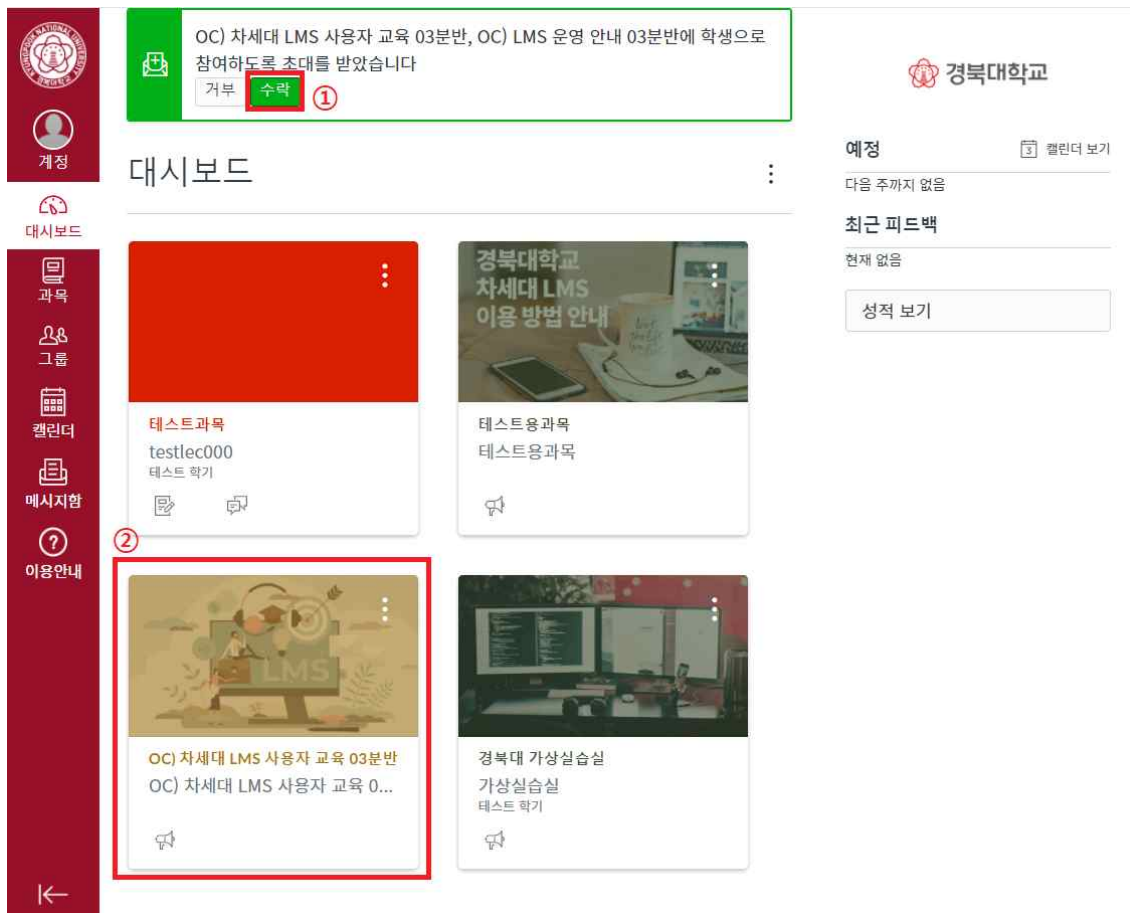 KYUNGPOOK NATIONAL UNIVERSITY
계정
대시보드
과목
그룹
캘린더
메시지함
이용안내
OC) 차세대 LMS 사용자 교육 03분반, OC) LMS 운영 안내 03분반에 학생으로
참여하도록 초대를 받았습니다
거부 수락 ①
대시보드
경북대학교
차세대 LMS
이용 방법 안내
테스트과목
testlec000
테스트 학기
테스트용과목
테스트용과목
②
LMS
OC) 차세대 LMS 사용자 교육 03분반
OC) 차세대 LMS 사용자 교육 0...
경북대 가상실습실
가상실습실
테스트 학기
경북대학교
예정 3 캘린더 보기
다음 주까지 없음
최근 피드백
현재 없음
성적 보기